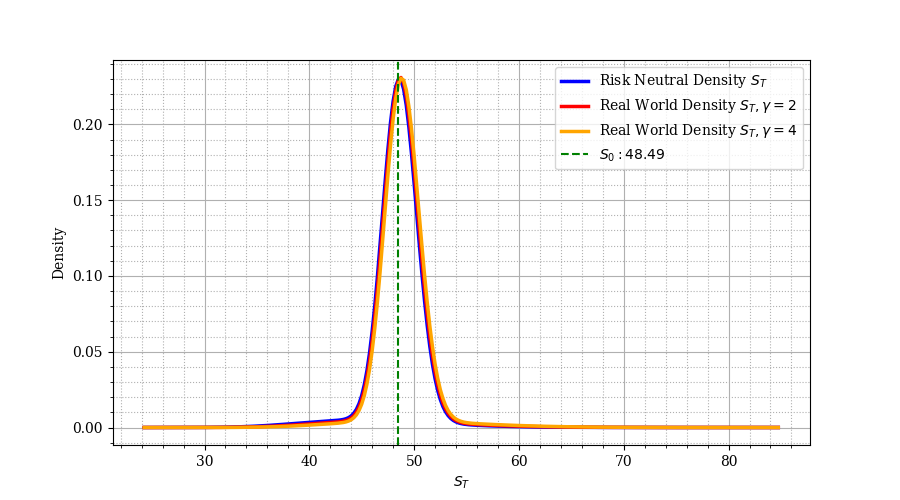 Risk Neutral Density S_T
Real World Density S_T, γ = 2
Real World Density S_T, γ = 4
S_0 : 48.49
Density
0.20
0.15
0.10
0.05
0.00
30 40 50 60 70 80
S_T